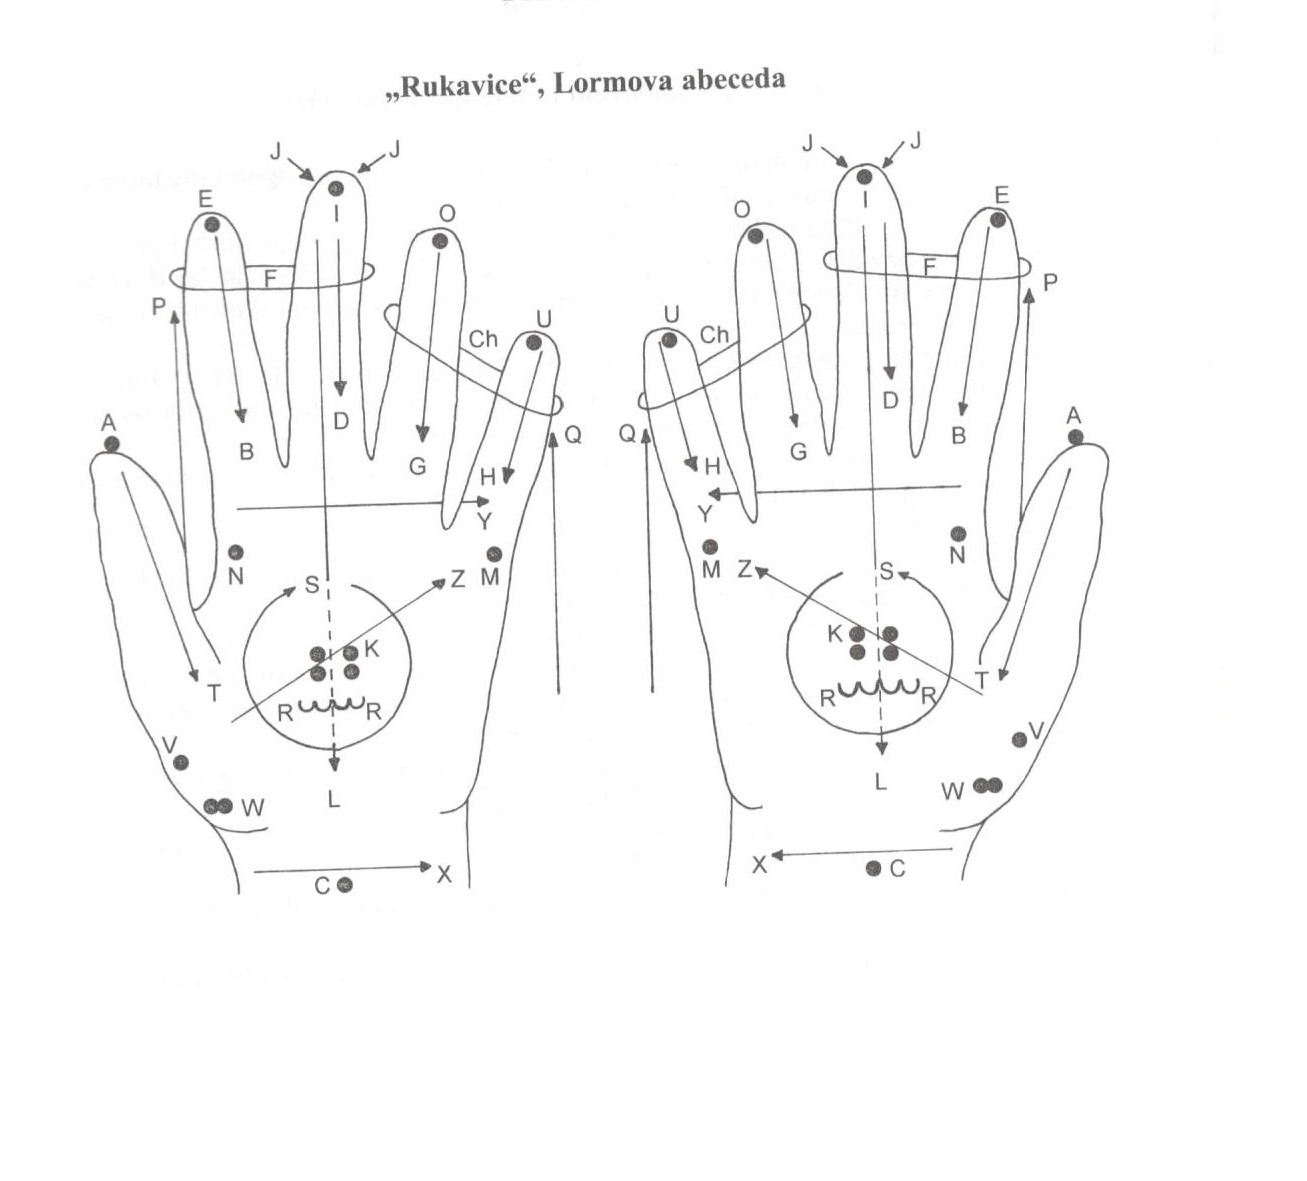 „Rukavice“, Lormova abeceda
J J J J
E I O O I E
F F
P U Ch Ch U P
A B D G H Q Q H G D B A
Y Y
N Z M M Z N
S S
K K
T R R R R T
V V
L L
W W
X X
C C